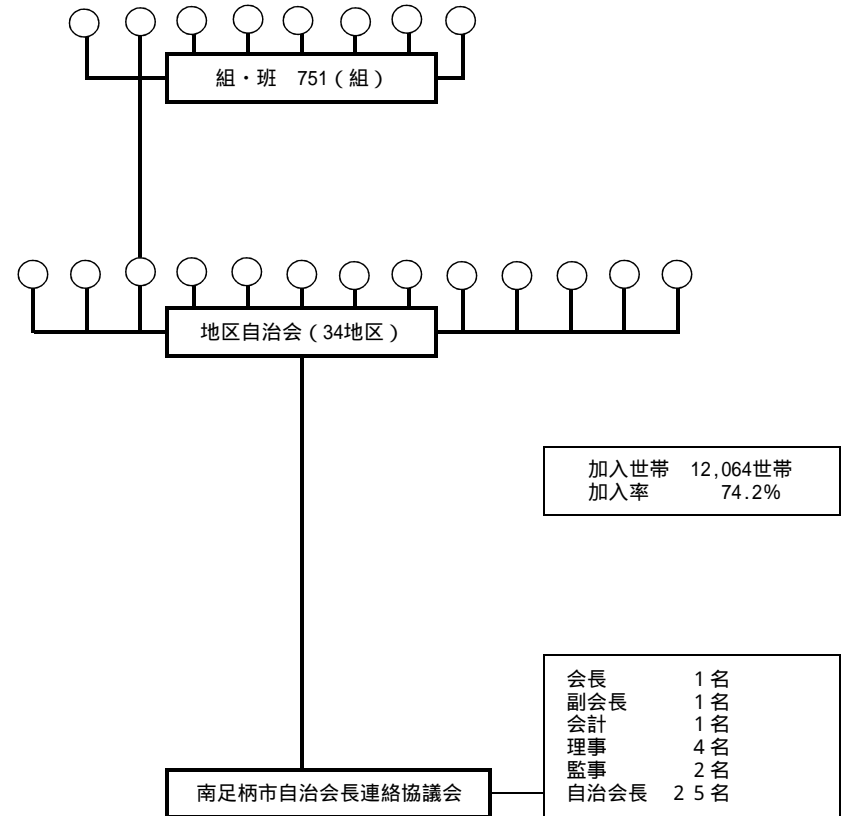 組・班　751（組）
地区自治会（34地区）
加入世帯　12,064世帯
加入率　74.2%
会長　1名
副会長　1名
会計　1名
理事　4名
監事　2名
自治会長　２５名
南足柄市自治会長連絡協議会